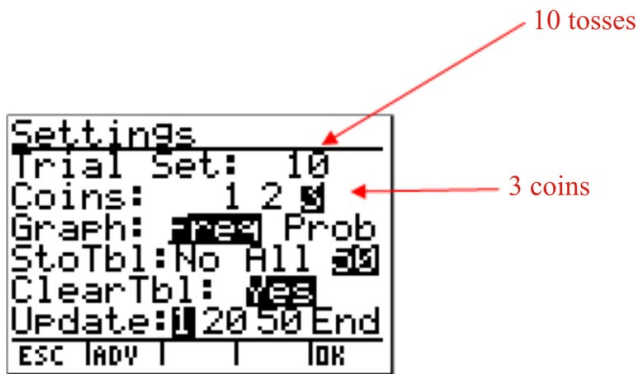 10 tosses
Settings
Trial Set: 10
Coins: 1 2 3
3 coins
Graph: Freq Prob
StoTbl:No All 50
ClearTbl: Yes
Update:1 20 50 End
ESC ADV OK